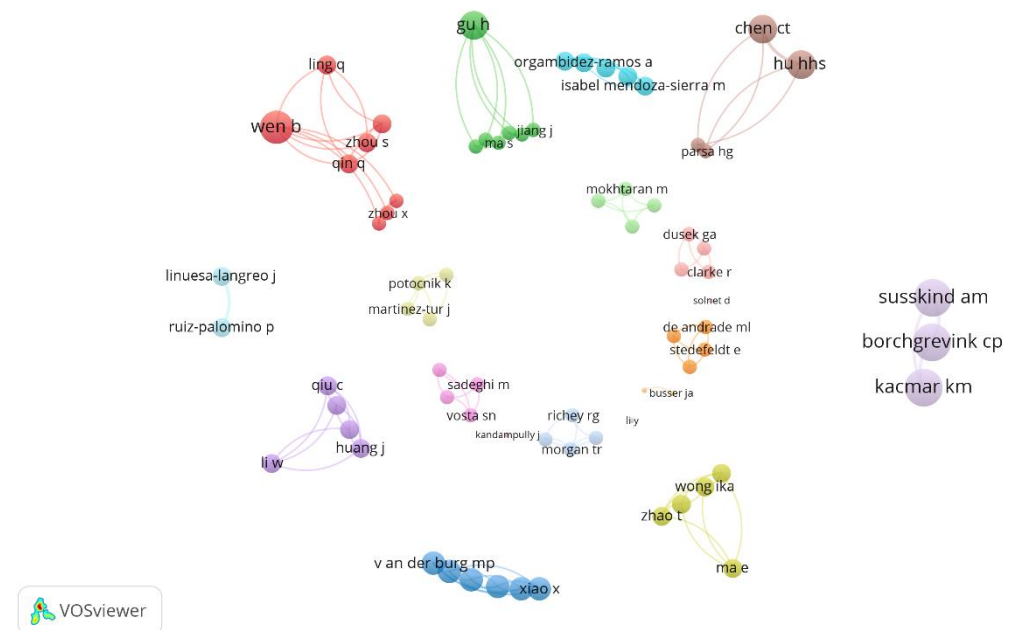 gu h
chen ct
ling q
orgambidez-ramos a
hu hhs
isabel mendoza-sierra m
wen b
zhou s
jiang j
ma s
qin q
parsa hg
mokhtaran m
zhou x
dusek ga
linuesa-langreo j
clarke r
potocnik k
susskind am
solnet d
martinez-tur j
ruiz-palomino p
de andrade ml
borchgrevink cp
stedefeldt e
qiu c
sadeghi m
kacmar km
busser ja
vosta sn
richey rg
kandampully j
huang j
morgan tr
li w
wong ika
zhao t
v an der burg mp
ma e
xiao x
VOSviewer